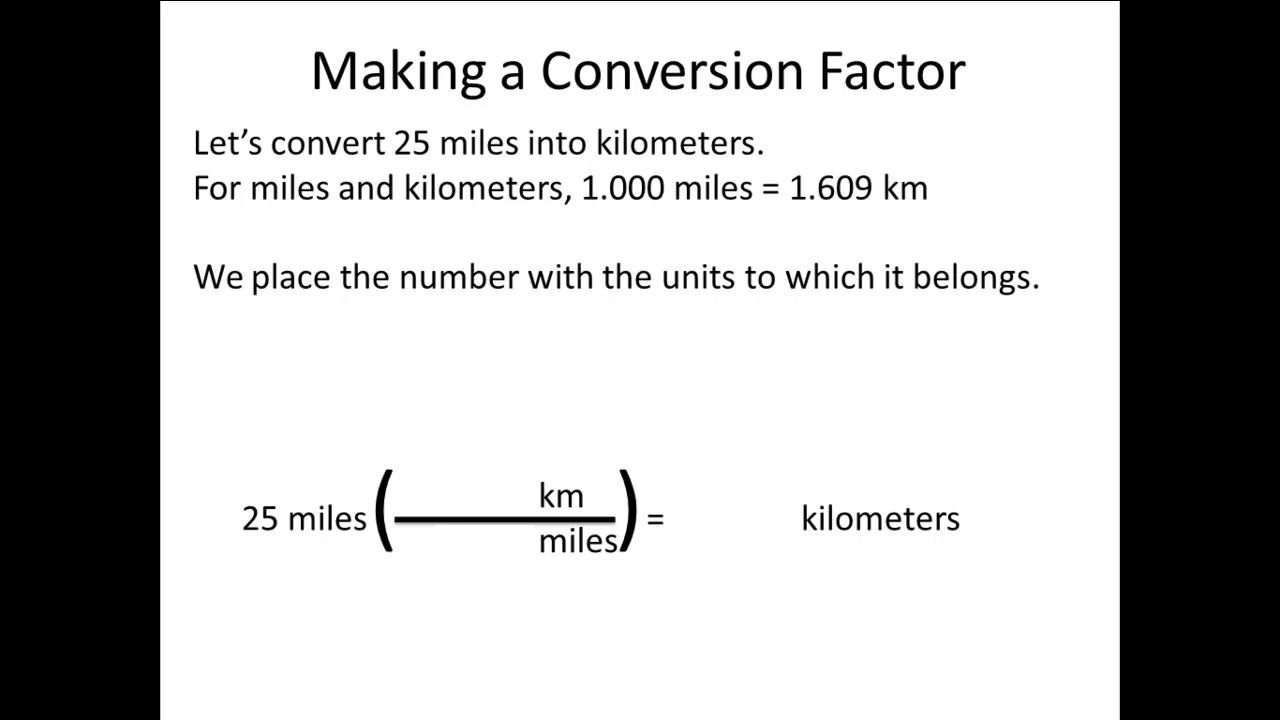 Making a Conversion Factor
Let’s convert 25 miles into kilometers.
For miles and kilometers, 1.000 miles = 1.609 km
We place the number with the units to which it belongs.
km
25 miles ( ) = kilometers
miles